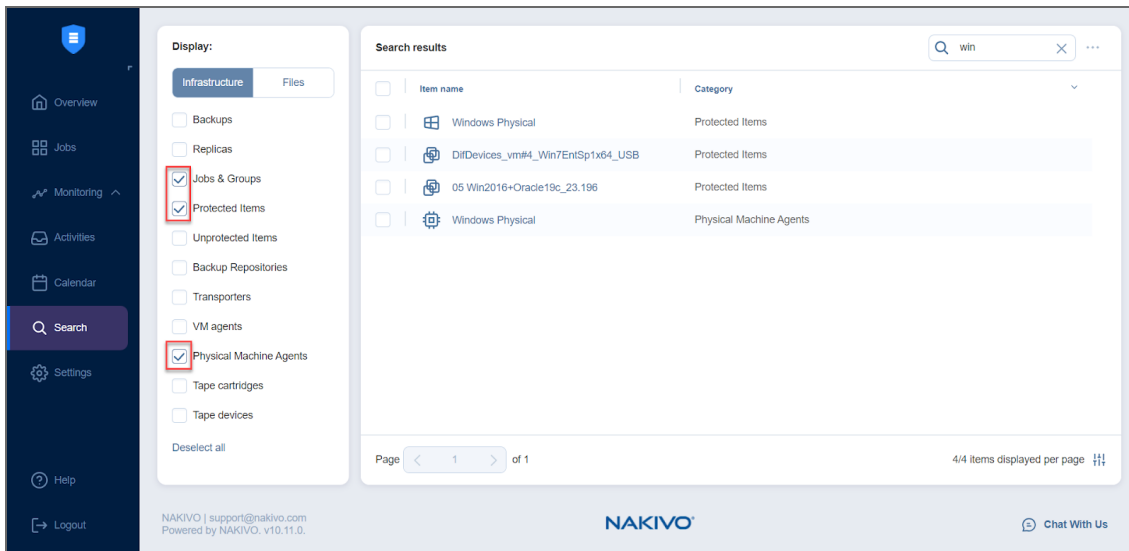 Overview
Jobs
Monitoring
Activities
Calendar
Search
Settings
Help
Logout
Display:
Infrastructure Files
Backups
Replicas
Jobs & Groups
Protected Items
Unprotected Items
Backup Repositories
Transporters
VM agents
Physical Machine Agents
Tape cartridges
Tape devices
Deselect all
Search results
win
Item name Category
Windows Physical Protected Items
DifDevices_vm#4_Win7EntSp1x64_USB Protected Items
05 Win2016+Oracle19c_23.196 Protected Items
Windows Physical Physical Machine Agents
Page 1 of 1
4/4 items displayed per page
NAKIVO | support@nakivo.com
Powered by NAKIVO. v10.11.0.
NAKIVO®
Chat With Us